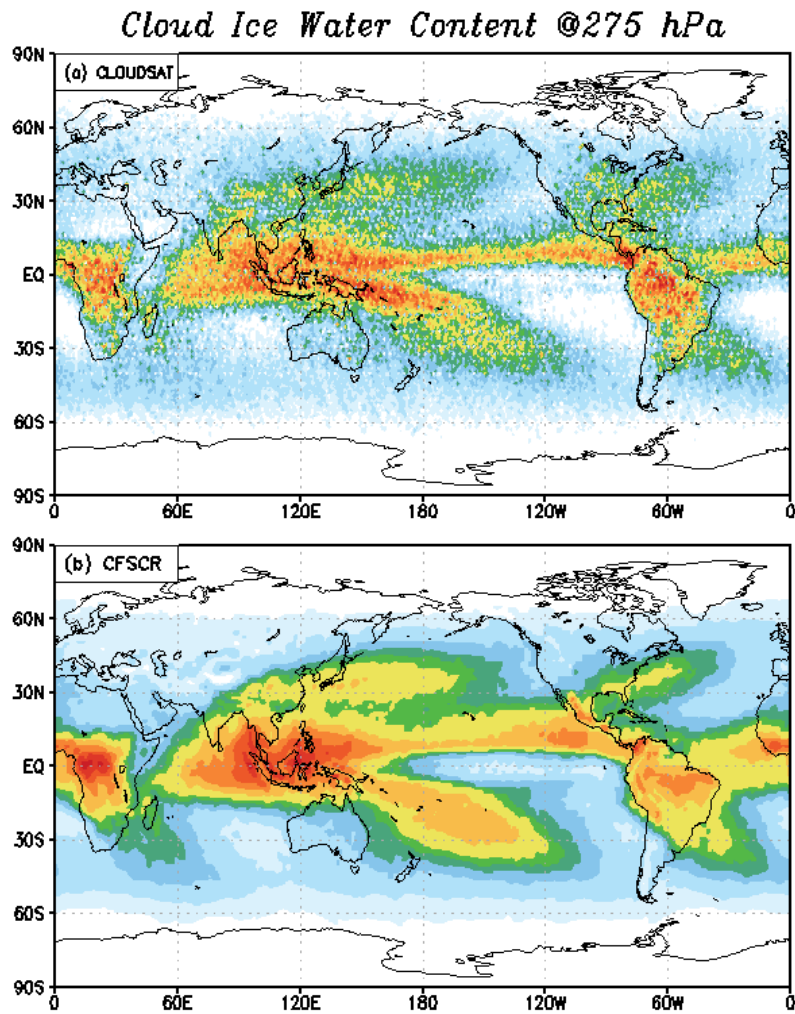 Cloud Ice Water Content @275 hPa
(a) CLOUDSAT
90N
60N
30N
EQ
30S
60S
90S
0 60E 120E 180 120W 60W 0
(b) CFSCR
90N
60N
30N
EQ
30S
60S
90S
0 60E 120E 180 120W 60W 0